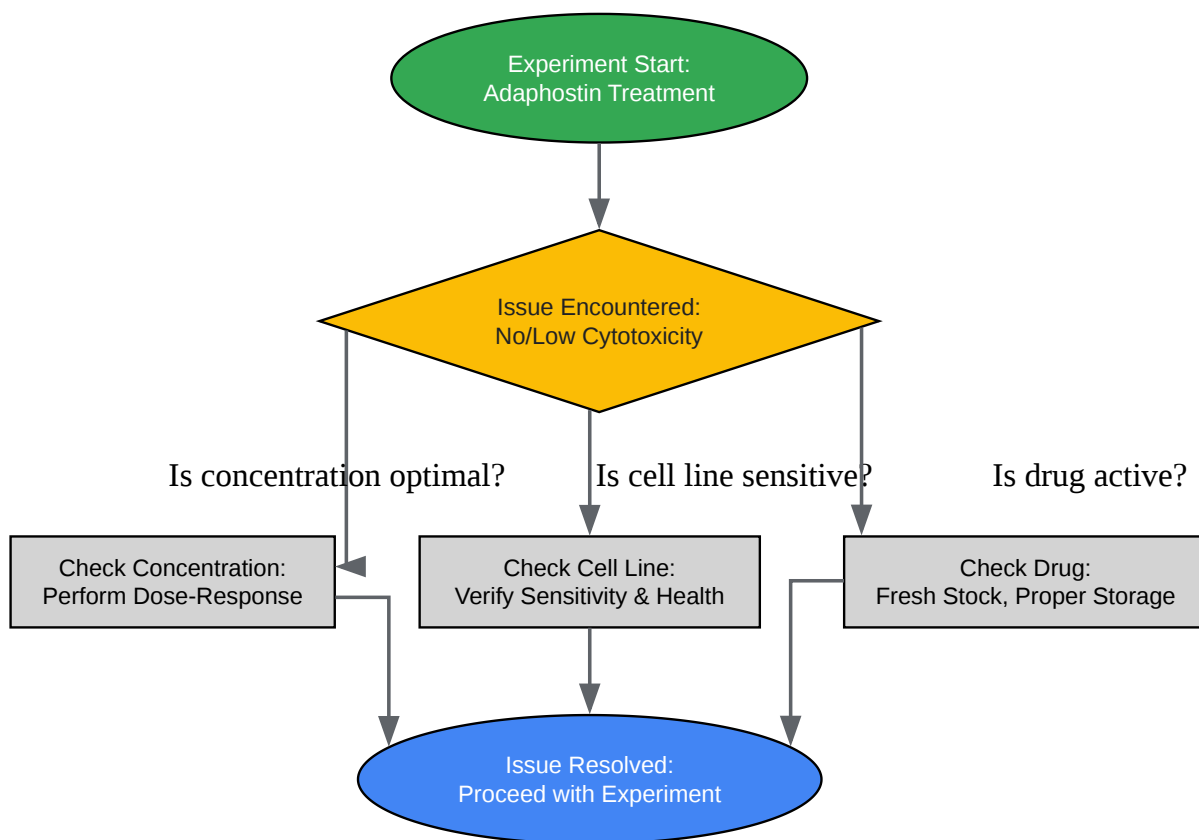 Experiment Start:
Adaphostin Treatment
Issue Encountered:
No/Low Cytotoxicity
Is concentration optimal?
Is cell line sensitive?
Is drug active?
Check Concentration:
Perform Dose-Response
Check Cell Line:
Verify Sensitivity & Health
Check Drug:
Fresh Stock, Proper Storage
Issue Resolved:
Proceed with Experiment